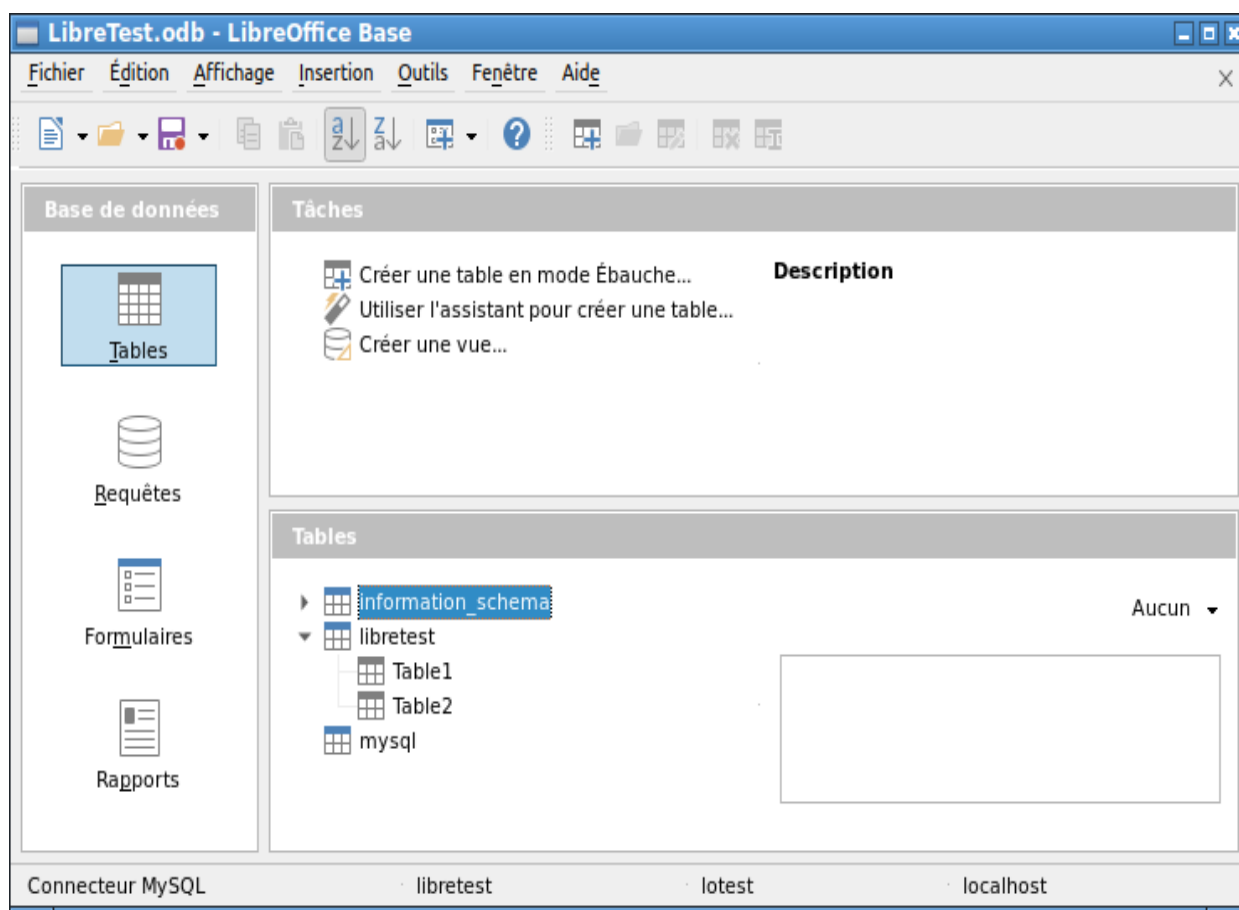 LibreTest.odb - LibreOffice Base
Fichier Édition Affichage Insertion Outils Fenêtre Aide
Base de données
Tables
Requêtes
Formulaires
Rapports
Tâches
Créer une table en mode Ébauche...
Utiliser l'assistant pour créer une table...
Créer une vue...
Description
Tables
information_schema
libretest
Table1
Table2
mysql
Aucun
Connecteur MySQL libretest lotest localhost